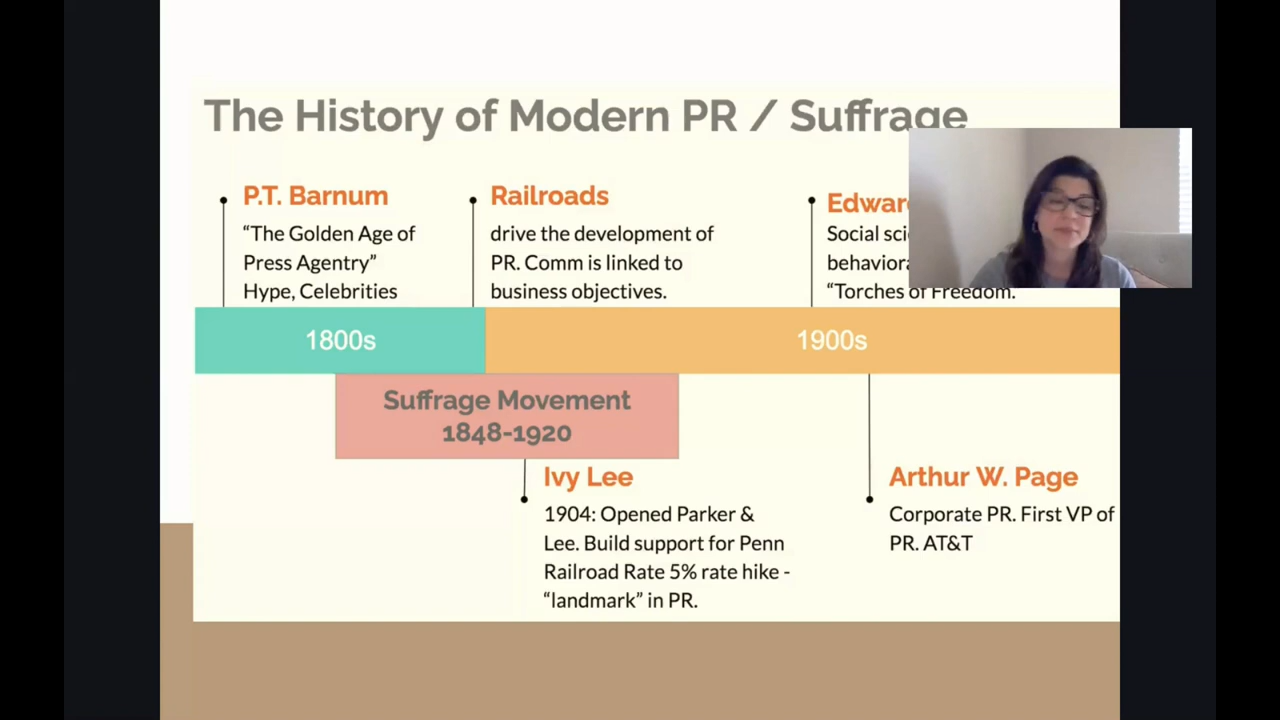 The History of Modern PR / Suffrage
P.T. Barnum
“The Golden Age of
Press Agentry”
Hype, Celebrities
Railroads
drive the development of
PR. Comm is linked to
business objectives.
Social
“Torches of Freedom.
1800s
1900s
Suffrage Movement
1848-1920
Ivy Lee
1904: Opened Parker &
Lee. Build support for Penn
Railroad Rate 5% rate hike -
“landmark” in PR.
Arthur W. Page
Corporate PR. First VP of
PR. AT&T